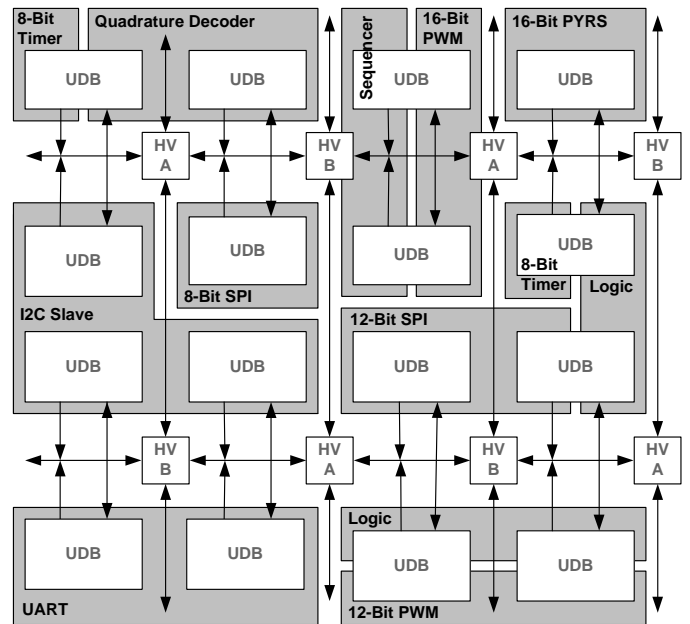 8-Bit
Timer
Quadrature Decoder
Sequencer
16-Bit
PWM
16-Bit PYRS
UDB
UDB
UDB
UDB
HV
A
HV
B
HV
A
HV
B
UDB
UDB
UDB
UDB
8-Bit SPI
8-Bit
Timer
Logic
I2C Slave
12-Bit SPI
UDB
UDB
UDB
UDB
HV
B
HV
A
HV
B
HV
A
Logic
UDB
UDB
UDB
UDB
UART
12-Bit PWM